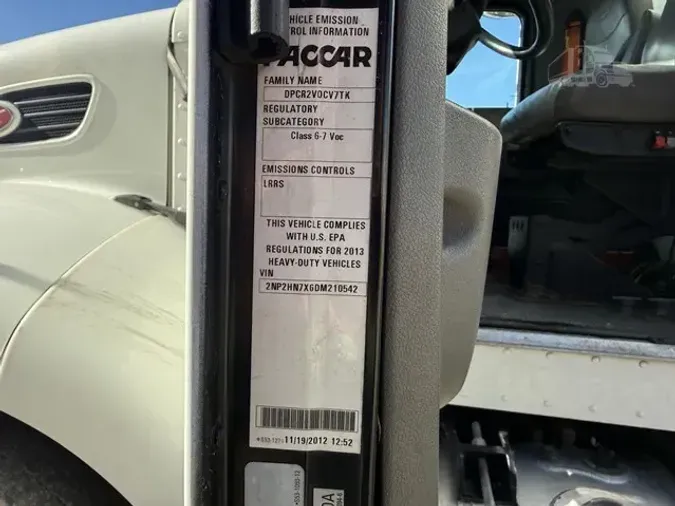 VEHICLE EMISSION
CONTROL INFORMATION
PACCAR
FAMILY NAME
DPCR2VOCV7TK
REGULATORY
SUBCATEGORY
Class 6-7 Voc
EMISSIONS CONTROLS
LRRS
THIS VEHICLE COMPLIES
WITH U.S. EPA
REGULATIONS FOR 2013
HEAVY-DUTY VEHICLES
VIN
2NP2HN7X6DM210542
11/19/2012 12:52